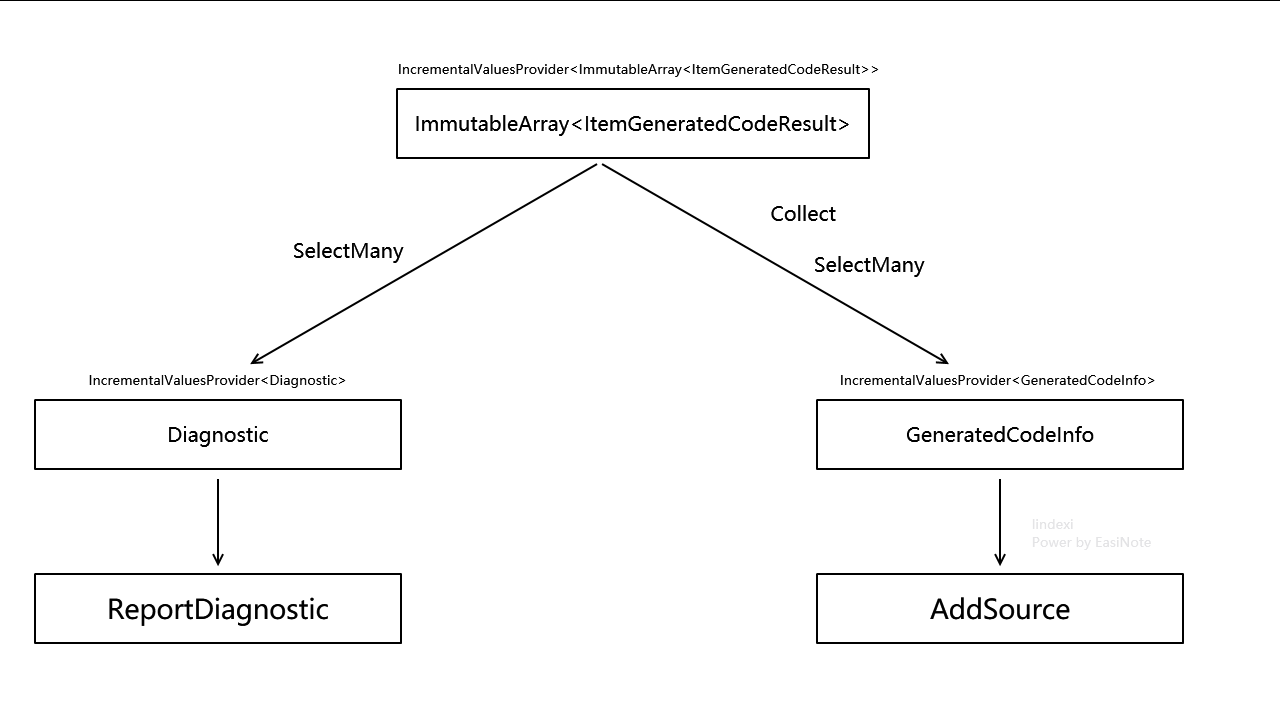 IncrementalValuesProvider<ImmutableArray<ItemGeneratedCodeResult>>
ImmutableArray<ItemGeneratedCodeResult>
Collect
SelectMany
SelectMany
IncrementalValuesProvider<Diagnostic>
IncrementalValuesProvider<GeneratedCodeInfo>
Diagnostic
GeneratedCodeInfo
lindexi
Power by EasiNote
ReportDiagnostic
AddSource